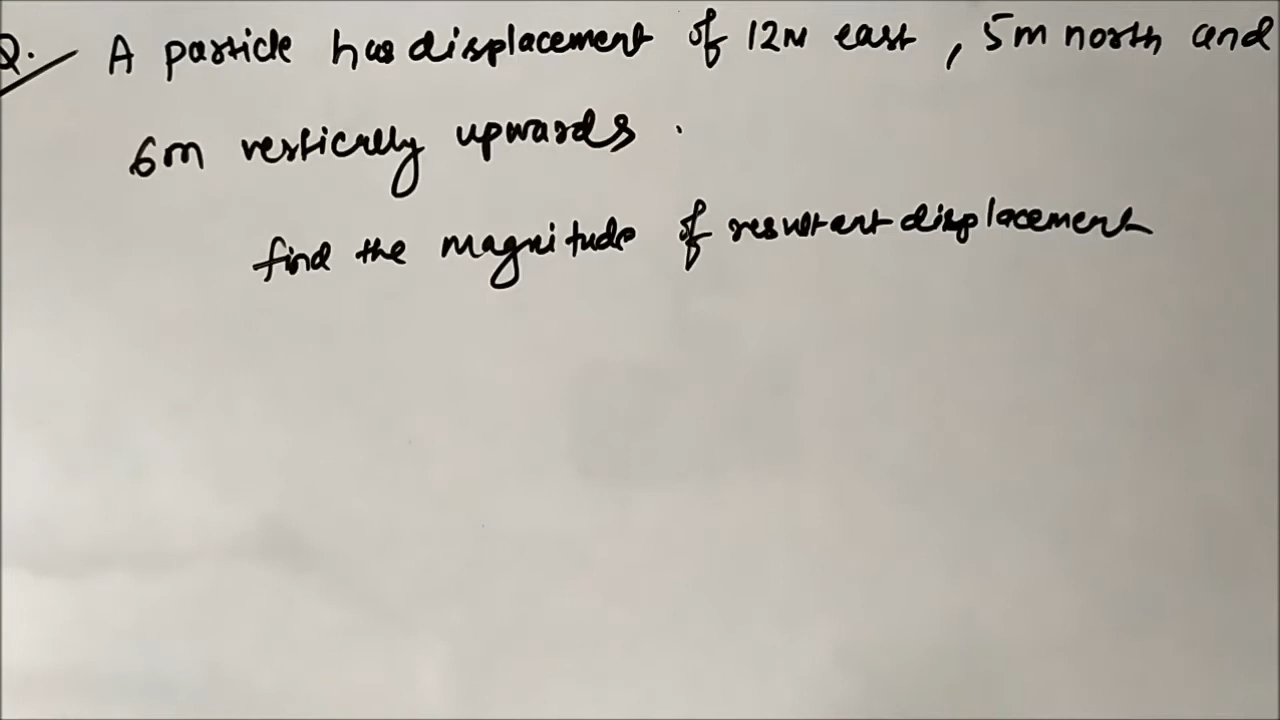 Q. A particle has displacement of 12m east, 5m north and
6m vertically upwards.
find the magnitude of resultant displacement